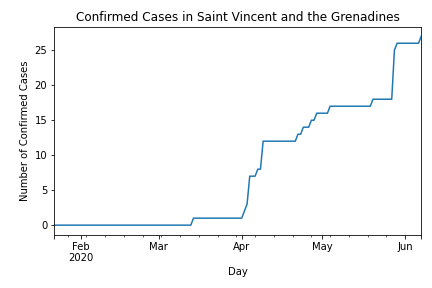 Confirmed Cases in Saint Vincent and the Grenadines
Number of Confirmed Cases
25
20
15
10
5
0
Feb
2020
Mar
Apr
May
Jun
Day